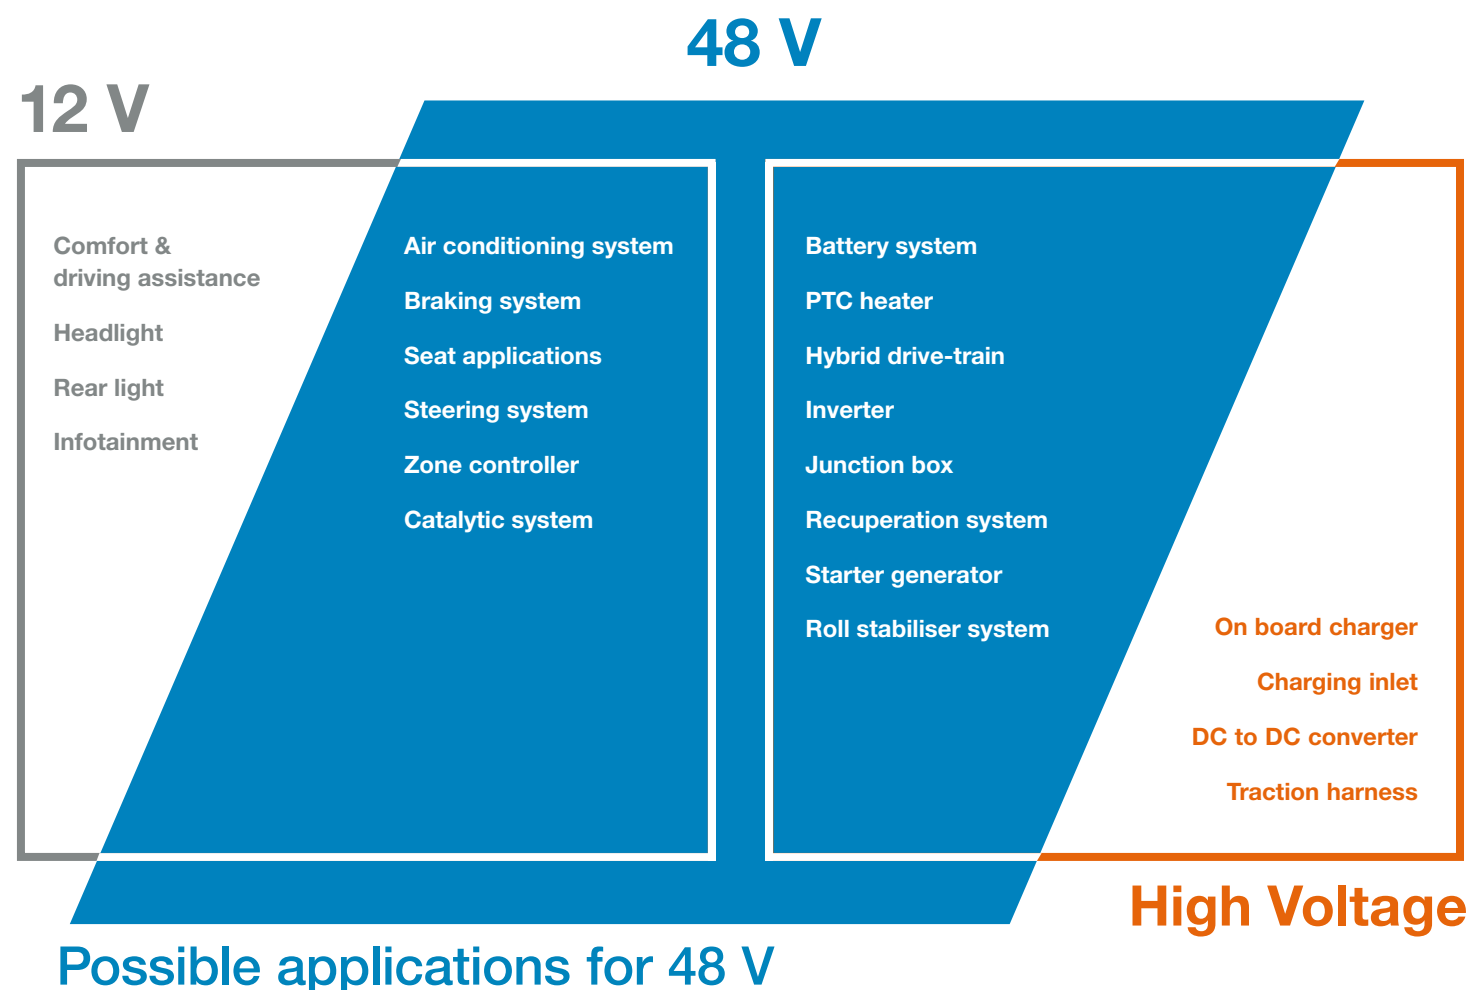 48 V
12 V
Comfort &
driving assistance
Headlight
Rear light
Infotainment
Air conditioning system
Braking system
Seat applications
Steering system
Zone controller
Catalytic system
Battery system
PTC heater
Hybrid drive-train
Inverter
Junction box
Recuperation system
Starter generator
Roll stabiliser system
On board charger
Charging inlet
DC to DC converter
Traction harness
High Voltage
Possible applications for 48 V